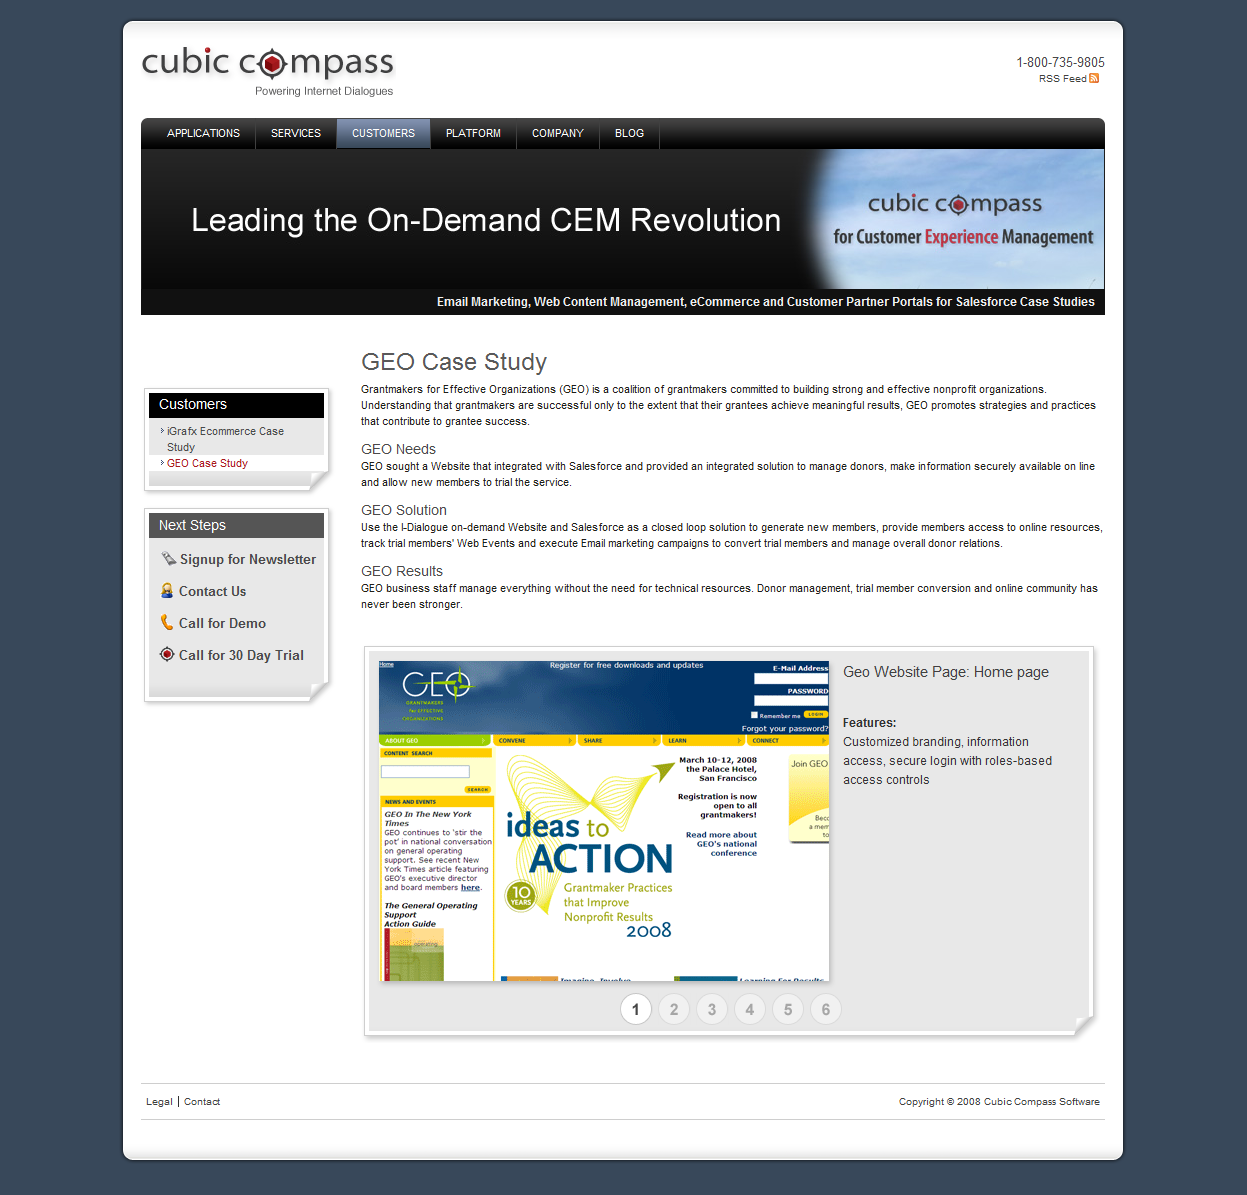 cubic compass
Powering Internet Dialogues
1-800-735-9805
RSS Feed
APPLICATIONS SERVICES CUSTOMERS PLATFORM COMPANY BLOG
Leading the On-Demand CEM Revolution
cubic compass
for Customer Experience Management
Email Marketing, Web Content Management, eCommerce and Customer Partner Portals for Salesforce Case Studies
Customers
iGrafx Ecommerce Case
Study
GEO Case Study
Next Steps
Signup for Newsletter
Contact Us
Call for Demo
Call for 30 Day Trial
GEO Case Study
Grantmakers for Effective Organizations (GEO) is a coalition of grantmakers committed to building strong and effective nonprofit organizations.
Understanding that grantmakers are successful only to the extent that their grantees achieve meaningful results, GEO promotes strategies and practices
that contribute to grantee success.
GEO Needs
GEO sought a Website that integrated with Salesforce and provided an integrated solution to manage donors, make information securely available on line
and allow new members to trial the service.
GEO Solution
Use the I-Dialogue on-demand Website and Salesforce as a closed loop solution to generate new members, provide members access to online resources,
track trial members' Web Events and execute Email marketing campaigns to convert trial members and manage overall donor relations.
GEO Results
GEO business staff manage everything without the need for technical resources. Donor management, trial member conversion and online community has
never been stronger.
Home
Register for free downloads and updates
E-Mail Address
PASSWORD
Remember me LOGIN
Forgot your password?
GEO
GRANTMAKERS
FOR EFFECTIVE
ORGANIZATIONS
ABOUT GEO CONVENE SHARE LEARN CONNECT
CONTENT SEARCH
SEARCH
NEWS AND EVENTS
GEO In The New York
Times
GEO continues to 'stir the
pot' in national conversation
on general operating
support. See recent New
York Times article featuring
GEO's executive director
and board members here.
The General Operating
Support
Action Guide
operating
ideas to
ACTION
10
YEARS
Grantmaker Practices
that Improve
Nonprofit Results
2008
March 10-12, 2008
the Palace Hotel,
San Francisco
Registration is now
open to all
grantmakers!
Read more about
GEO's national
conference
Join GEO
Imaging, Involve
Learning For Results
Geo Website Page: Home page
Features:
Customized branding, information
access, secure login with roles-based
access controls
1 2 3 4 5 6
Legal | Contact
Copyright © 2008 Cubic Compass Software